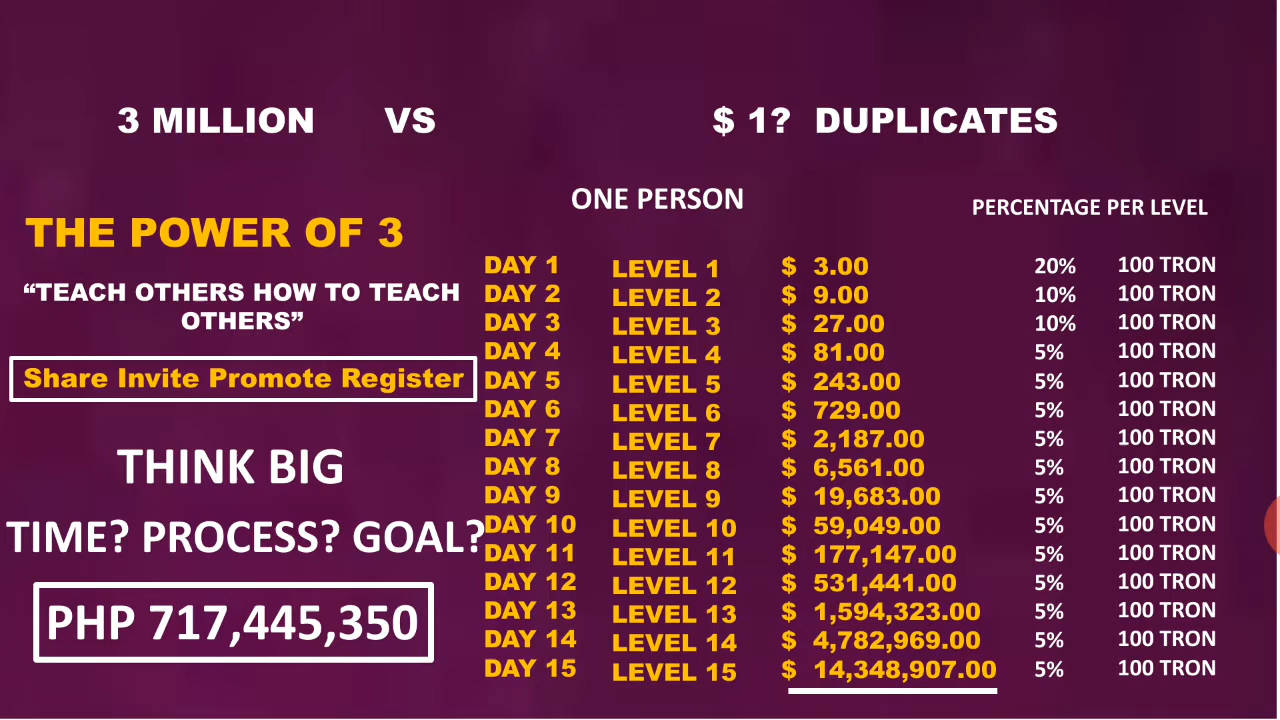 3 MILLION VS $ 1? DUPLICATES
ONE PERSON
PERCENTAGE PER LEVEL
THE POWER OF 3
“TEACH OTHERS HOW TO TEACH
OTHERS”
Share Invite Promote Register
THINK BIG
TIME? PROCESS? GOAL?
PHP 717,445,350
DAY 1 LEVEL 1 $ 3.00 20% 100 TRON
DAY 2 LEVEL 2 $ 9.00 10% 100 TRON
DAY 3 LEVEL 3 $ 27.00 10% 100 TRON
DAY 4 LEVEL 4 $ 81.00 5% 100 TRON
DAY 5 LEVEL 5 $ 243.00 5% 100 TRON
DAY 6 LEVEL 6 $ 729.00 5% 100 TRON
DAY 7 LEVEL 7 $ 2,187.00 5% 100 TRON
DAY 8 LEVEL 8 $ 6,561.00 5% 100 TRON
DAY 9 LEVEL 9 $ 19,683.00 5% 100 TRON
DAY 10 LEVEL 10 $ 59,049.00 5% 100 TRON
DAY 11 LEVEL 11 $ 177,147.00 5% 100 TRON
DAY 12 LEVEL 12 $ 531,441.00 5% 100 TRON
DAY 13 LEVEL 13 $ 1,594,323.00 5% 100 TRON
DAY 14 LEVEL 14 $ 4,782,969.00 5% 100 TRON
DAY 15 LEVEL 15 $ 14,348,907.00 5% 100 TRON